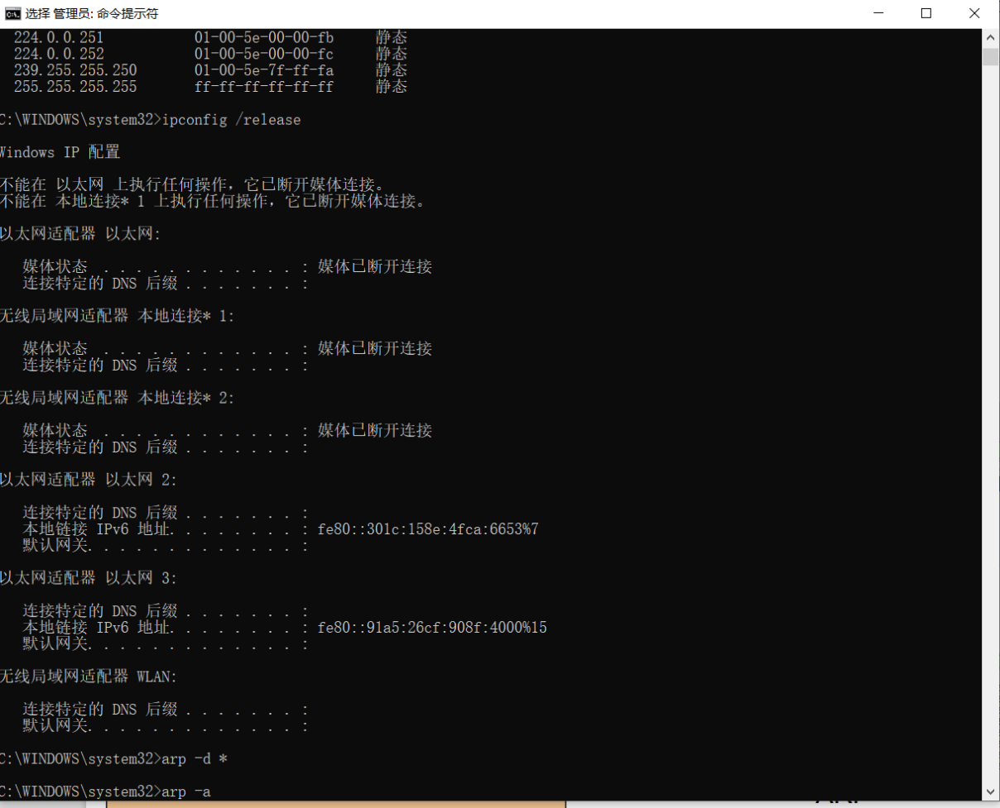 选择 管理员: 命令提示符
224.0.0.251 01-00-5e-00-00-fb 静态
224.0.0.252 01-00-5e-00-00-fc 静态
239.255.255.250 01-00-5e-7f-ff-fa 静态
255.255.255.255 ff-ff-ff-ff-ff-ff 静态
C:\WINDOWS\system32>ipconfig /release
Windows IP 配置
不能在 以太网 上执行任何操作，它已断开媒体连接。
不能在 本地连接* 1 上执行任何操作，它已断开媒体连接。
以太网适配器 以太网:
媒体状态 . . . . . . . . . . . . : 媒体已断开连接
连接特定的 DNS 后缀 . . . . . . . :
无线局域网适配器 本地连接* 1:
媒体状态 . . . . . . . . . . . . : 媒体已断开连接
连接特定的 DNS 后缀 . . . . . . . :
无线局域网适配器 本地连接* 2:
媒体状态 . . . . . . . . . . . . : 媒体已断开连接
连接特定的 DNS 后缀 . . . . . . . :
以太网适配器 以太网 2:
连接特定的 DNS 后缀 . . . . . . . :
本地链接 IPv6 地址. . . . . . . . : fe80::301c:158e:4fca:6653%7
默认网关. . . . . . . . . . . . . :
以太网适配器 以太网 3:
连接特定的 DNS 后缀 . . . . . . . :
本地链接 IPv6 地址. . . . . . . . : fe80::91a5:26cf:908f:4000%15
默认网关. . . . . . . . . . . . . :
无线局域网适配器 WLAN:
连接特定的 DNS 后缀 . . . . . . . :
默认网关. . . . . . . . . . . . . :
C:\WINDOWS\system32>arp -d *
C:\WINDOWS\system32>arp -a